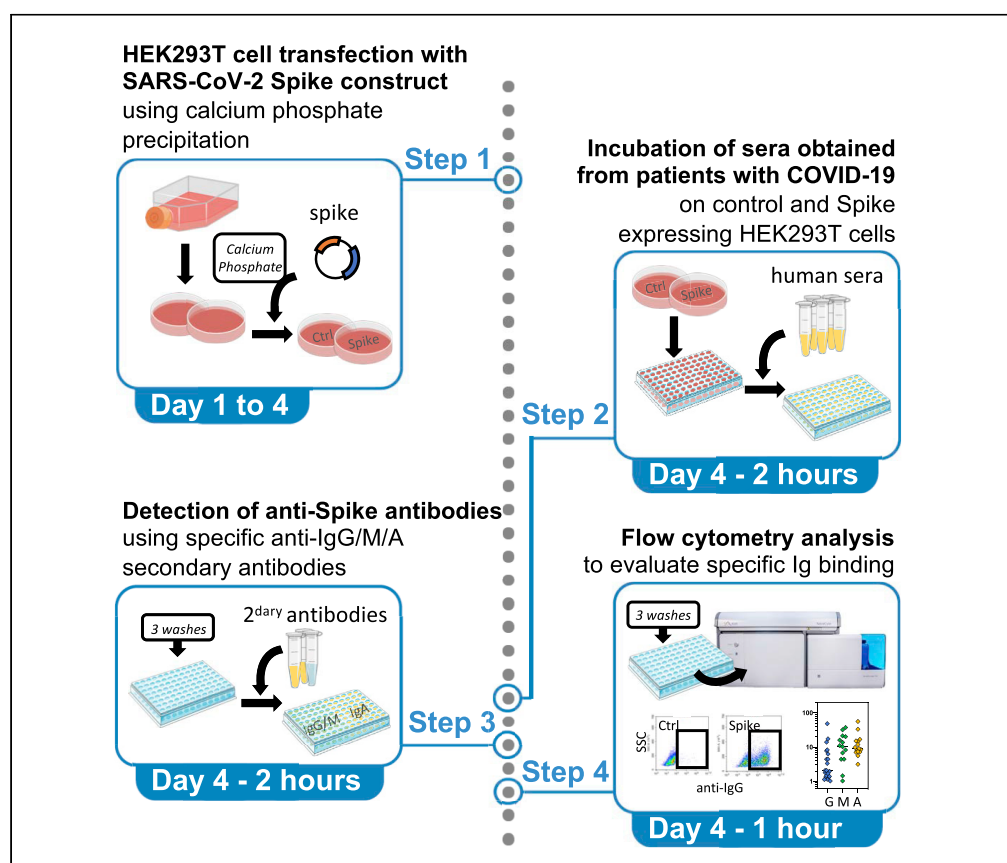 HEK293T cell transfection with
SARS-CoV-2 Spike construct
using calcium phosphate
precipitation
Step 1
spike
Calcium
Phosphate
Ctrl
Spike
Day 1 to 4
Incubation of sera obtained
from patients with COVID-19
on control and Spike
expressing HEK293T cells
Step 2
Ctrl
Spike
human sera
Day 4 - 2 hours
Detection of anti-Spike antibodies
using specific anti-IgG/M/A
secondary antibodies
3 washes
2dary antibodies
IgG/M
IgA
Step 3
Day 4 - 2 hours
Flow cytometry analysis
to evaluate specific Ig binding
3 washes
Step 4
SSC
Ctrl
Spike
anti-IgG
100
10
1
G M A
Day 4 - 1 hour